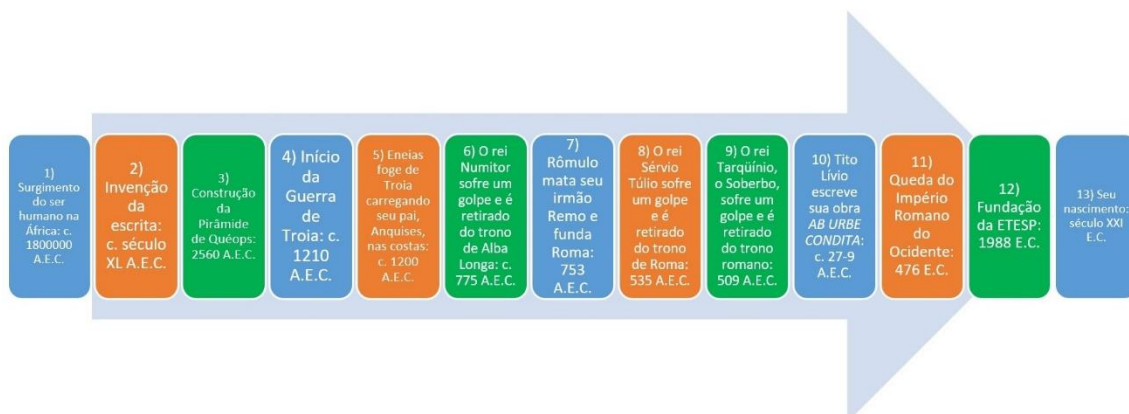 1)
Surgimento
do ser
humano na
África: c.
1800000
A.E.C.
2)
Invenção
da
escrita:
c. século
XL A.E.C.
3)
Construção
da
Pirâmide
de Quéops:
2560 A.E.C.
4) Início
da
Guerra
de
Troia: c.
1210
A.E.C.
5) Eneias
foge de
Troia
carregando
seu pai,
Anquises,
nas costas:
c. 1200
A.E.C.
6) O rei
Numitor
sofre um
golpe e é
retirado
do trono
de Alba
Longa: c.
775 A.E.C.
7)
Rômulo
mata seu
irmão
Remo e
funda
Roma:
753
A.E.C.
8) O rei
Sérvio
Túlio sofre
um golpe
e é
retirado
do trono
de Roma:
535 A.E.C.
9) O rei
Tarqüínio,
o Soberbo,
sofre um
golpe e é
retirado
do trono
romano:
509 A.E.C.
10) Tito
Lívio
escreve
sua obra
AB URBE
CONDITA:
c. 27-9
A.E.C.
11)
Queda do
Império
Romano
do
Ocidente:
476 E.C.
12)
Fundação
da ETESP:
1988 E.C.
13) Seu
nascimento:
século XXI
E.C.